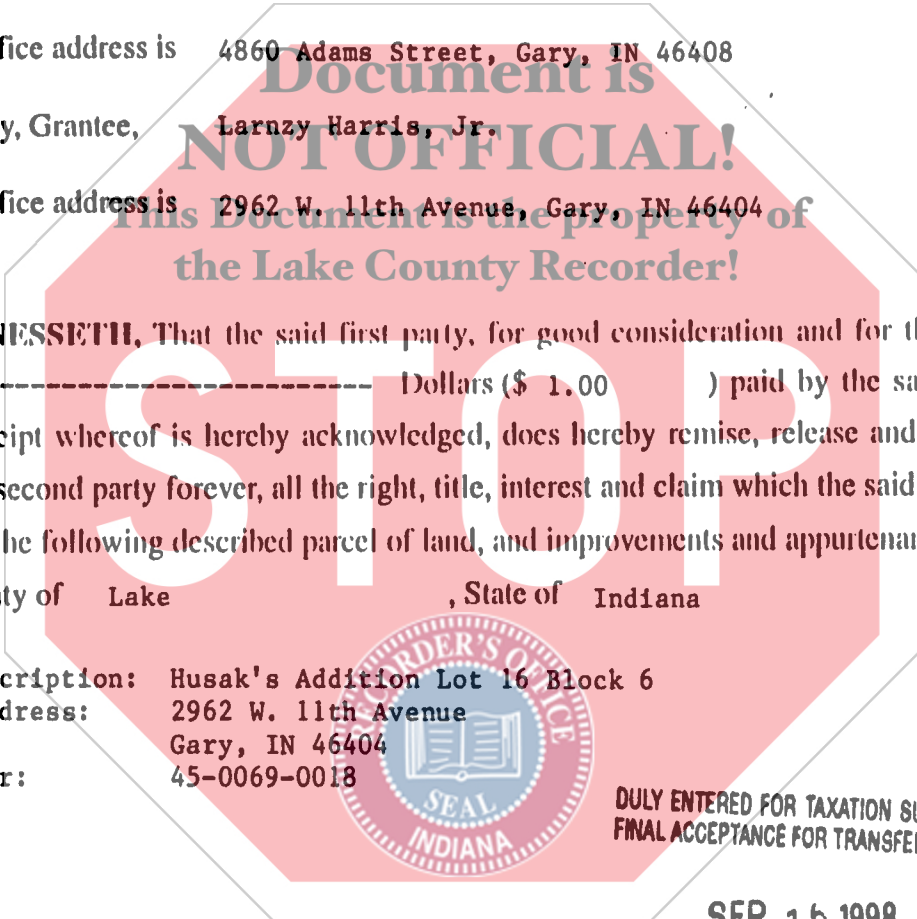 fice address is 4860 Adams Street, Gary, IN 46408
Document is
y, Grantee, Larnzy Harris, Jr.
NOT OFFICIAL!
fice address is 2962 W. 11th Avenue, Gary, IN 46404
This Document is the property of
the Lake County Recorder!
NESSETH, That the said first party, for good consideration and for th
------------------------- Dollars ($ 1.00 ) paid by the sa
eipt whereof is hereby acknowledged, does hereby remise, release and
second party forever, all the right, title, interest and claim which the said
he following described parcel of land, and improvements and appurtenan
ty of Lake , State of Indiana
STOP
cription: Husak's Addition Lot 16 Block 6
dress: 2962 W. 11th Avenue
Gary, IN 46404
r: 45-0069-0018
RECORDER'S OFFICE
SEAL
INDIANA
DULY ENTERED FOR TAXATION SU
FINAL ACCEPTANCE FOR TRANSFER
SEP 16 1998